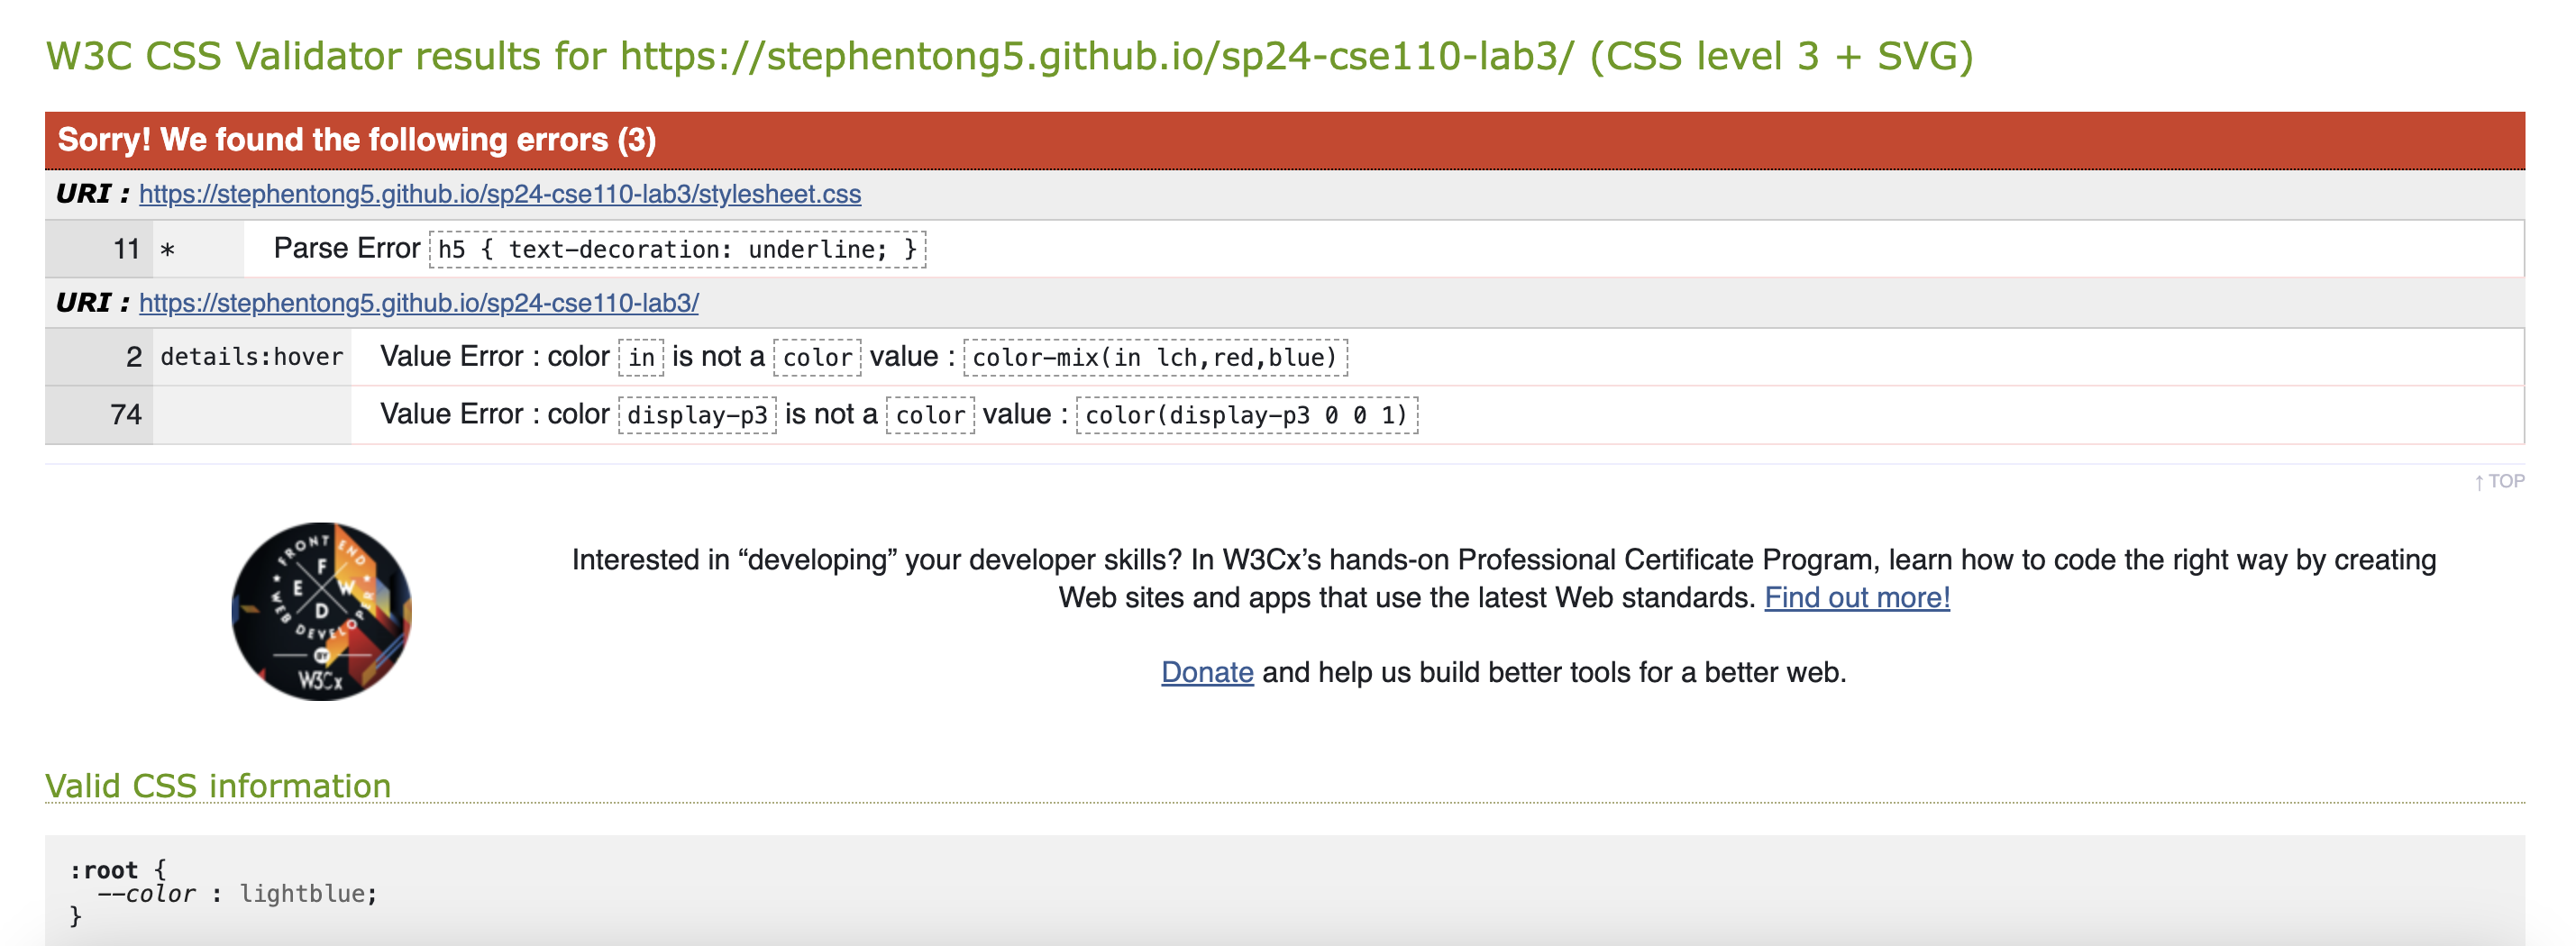 W3C CSS Validator results for https://stephentong5.github.io/sp24-cse110-lab3/ (CSS level 3 + SVG)
Sorry! We found the following errors (3)
URI : https://stephentong5.github.io/sp24-cse110-lab3/stylesheet.css
11 * Parse Error h5 { text-decoration: underline; }
URI : https://stephentong5.github.io/sp24-cse110-lab3/
2 details:hover Value Error : color in is not a color value : color-mix(in lch,red,blue)
74 Value Error : color display-p3 is not a color value : color(display-p3 0 0 1)
↑ TOP
FRONT END
WEB DEVELOPER
F
E W
D
W3Cx
Interested in “developing” your developer skills? In W3Cx’s hands-on Professional Certificate Program, learn how to code the right way by creating
Web sites and apps that use the latest Web standards. Find out more!
Donate and help us build better tools for a better web.
Valid CSS information
:root {
--color : lightblue;
}